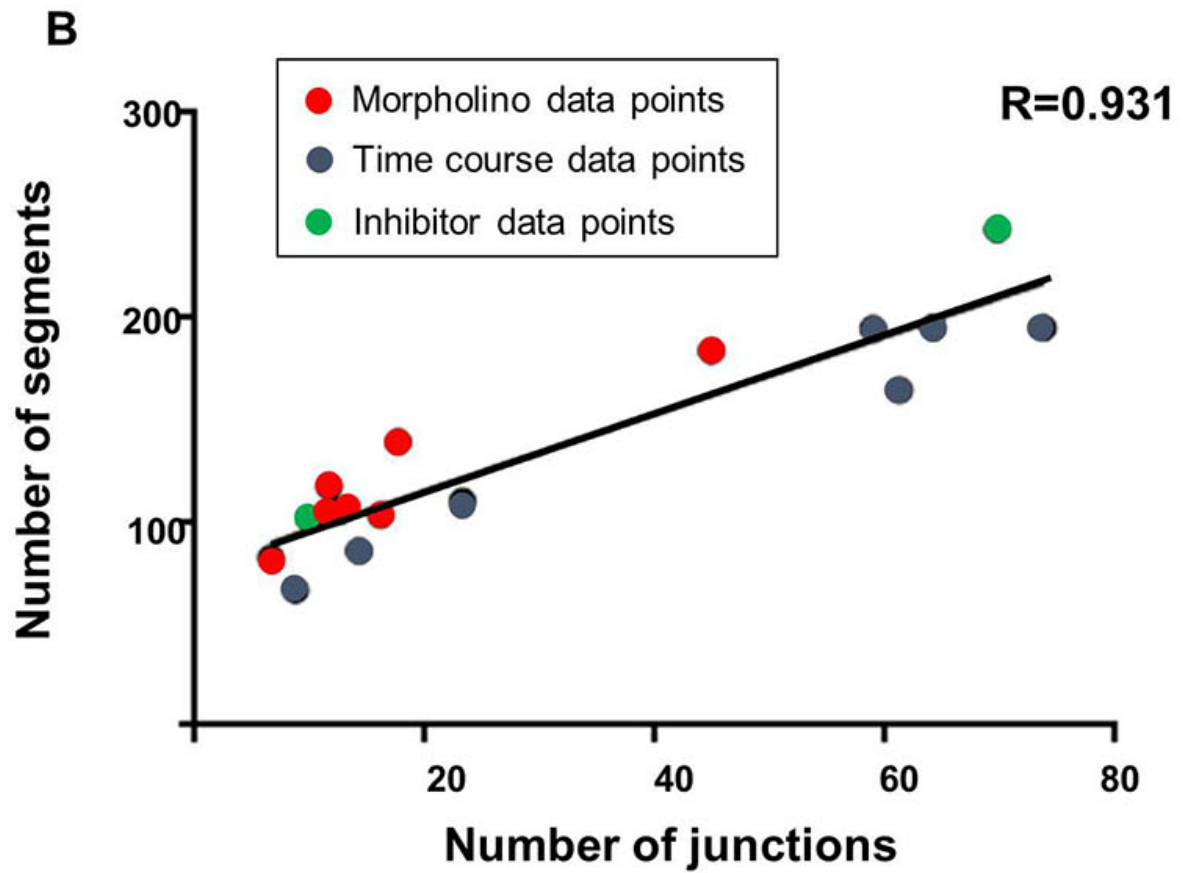 B
Morpholino data points
Time course data points
Inhibitor data points
R=0.931
300
200
100
Number of segments
20 40 60 80
Number of junctions